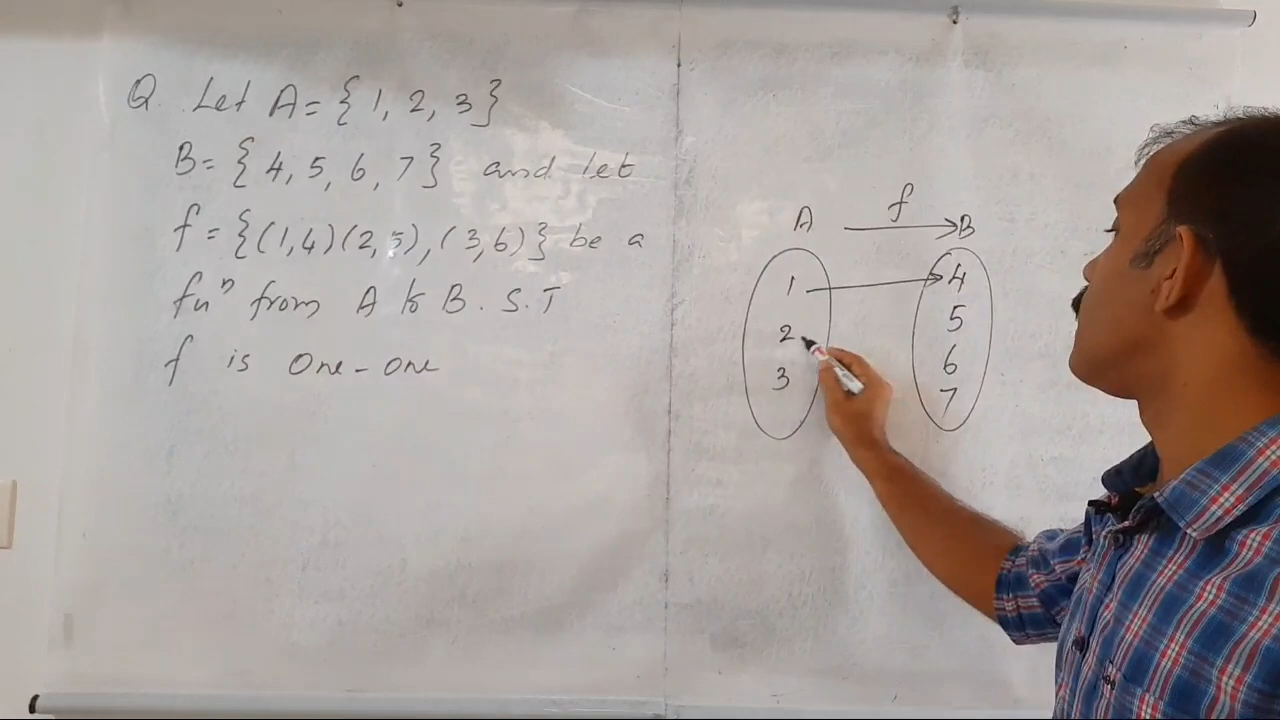 Q. Let A = { 1, 2, 3 }
B = { 4, 5, 6, 7 } and let
f = {(1,4)(2,5),(3,6)} be a
fuⁿ from A to B. S.T
f is One-one
f
A → B
1 → 4
2 5
3 6
7